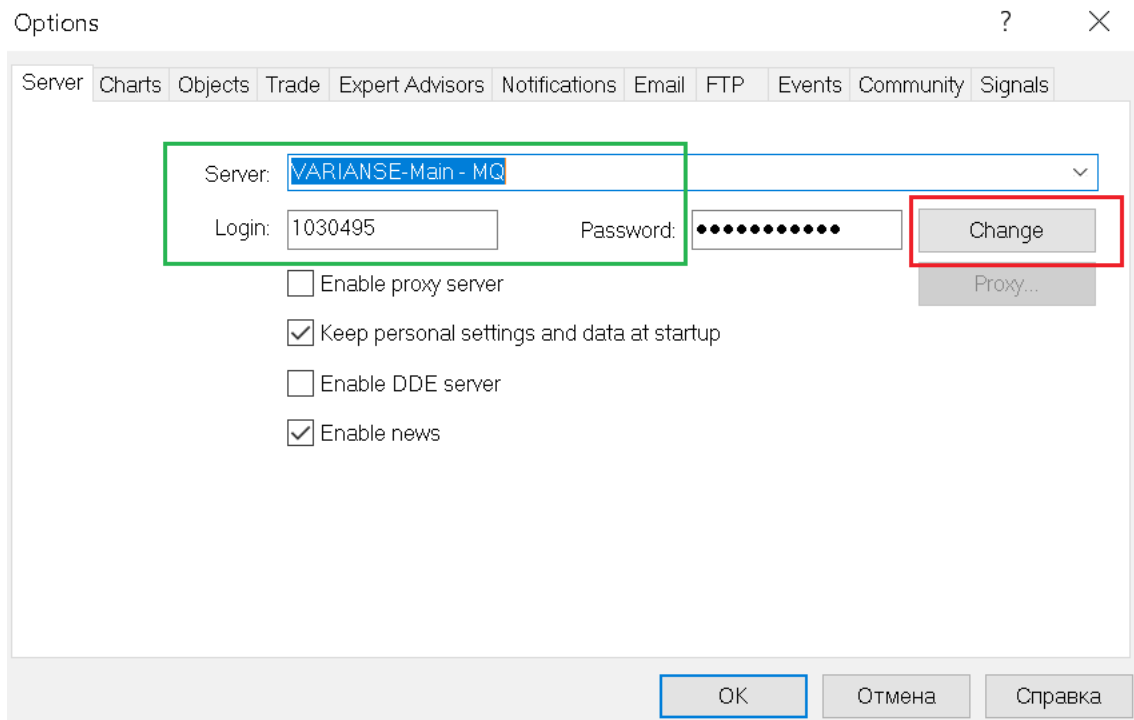 Options ?
Server Charts Objects Trade Expert Advisors Notifications Email FTP Events Community Signals
Server: VARIANSE-Main - MQ
Login: 1030495 Password: ●●●●●●●●●●● Change
Enable proxy server Proxy...
Keep personal settings and data at startup
Enable DDE server
Enable news
OK Отмена Справка